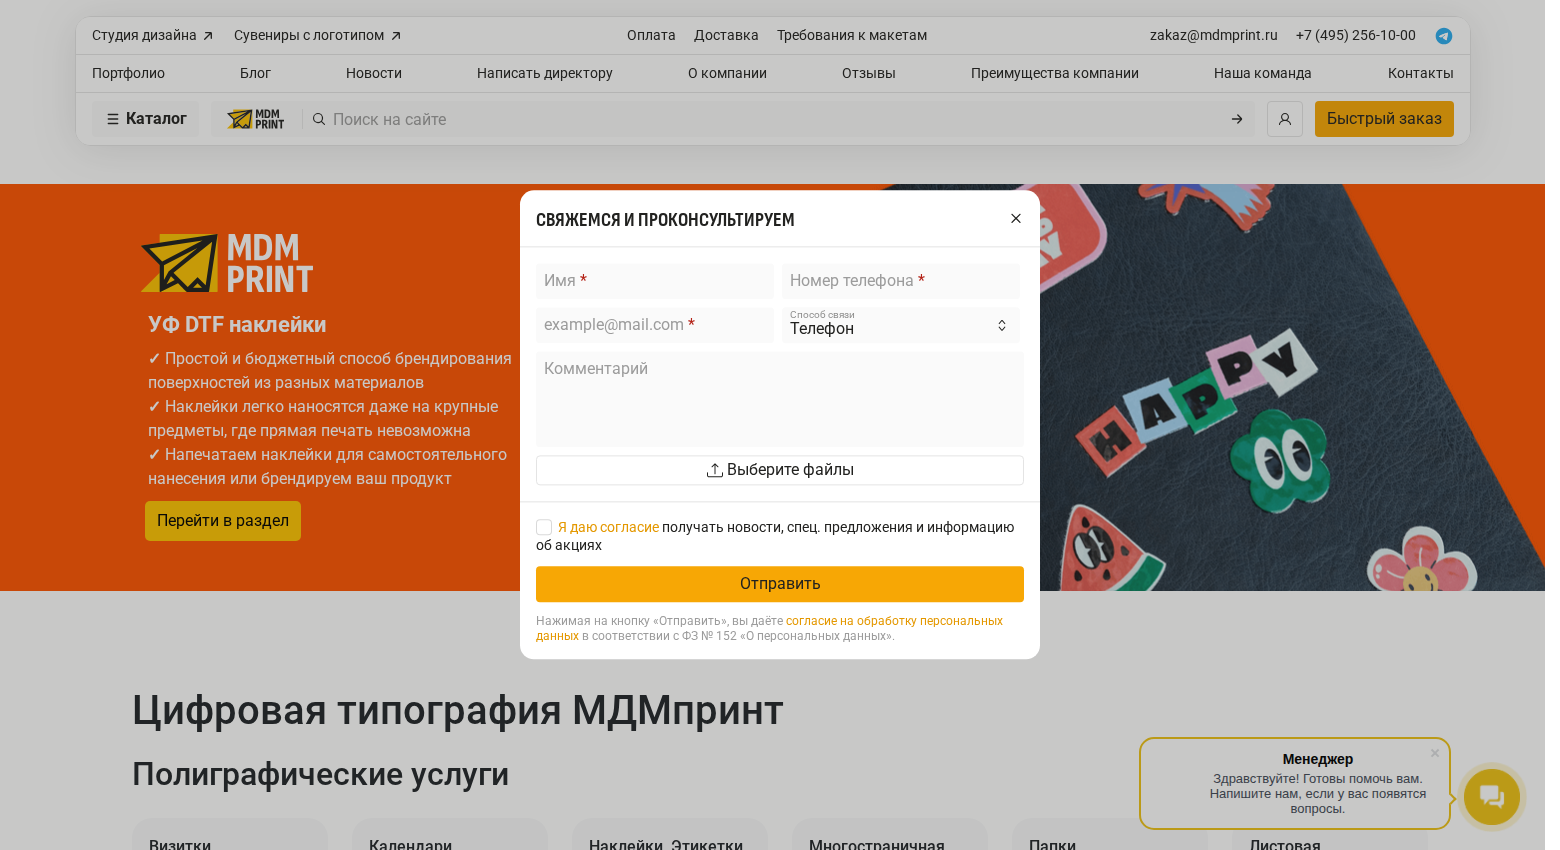 Студия дизайна Сувениры с логотипом Оплата Доставка Требования к макетам zakaz@mdmprint.ru +7 (495) 256-10-00
Портфолио Блог Новости Написать директору О компании Отзывы Преимущества компании Наша команда Контакты
Каталог MDM PRINT Поиск на сайте Быстрый заказ
MDM
PRINT
УФ DTF наклейки
✓ Простой и бюджетный способ брендирования
поверхностей из разных материалов
✓ Наклейки легко наносятся даже на крупные
предметы, где прямая печать невозможна
✓ Напечатаем наклейки для самостоятельного
нанесения или брендируем ваш продукт
Перейти в раздел
HAPPY
СВЯЖЕМСЯ И ПРОКОНСУЛЬТИРУЕМ
Имя * Номер телефона *
example@mail.com * Способ связи
Телефон
Комментарий
Выберите файлы
Я даю согласие получать новости, спец. предложения и информацию
об акциях
Отправить
Нажимая на кнопку «Отправить», вы даёте согласие на обработку персональных
данных в соответствии с ФЗ № 152 «О персональных данных».
Цифровая типография МДМпринт
Полиграфические услуги
Менеджер
Здравствуйте! Готовы помочь вам.
Напишите нам, если у вас появятся
вопросы.
Визитки Календари Наклейки, Этикетки Многостраничная Папки Листовая